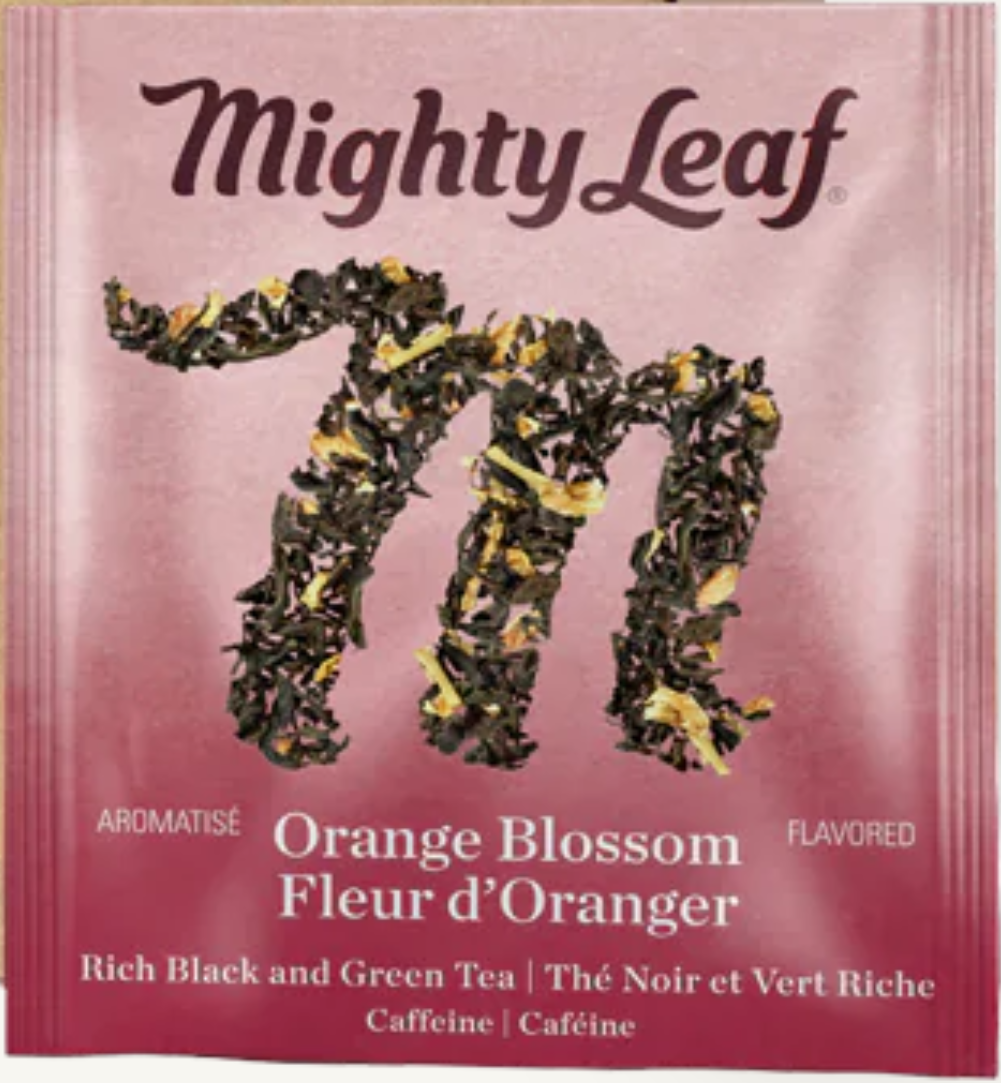 Mighty Leaf®
m
AROMATISÉ
Orange Blossom
FLAVORED
Fleur d’Oranger
Rich Black and Green Tea | Thé Noir et Vert Riche
Caffeine | Caféine